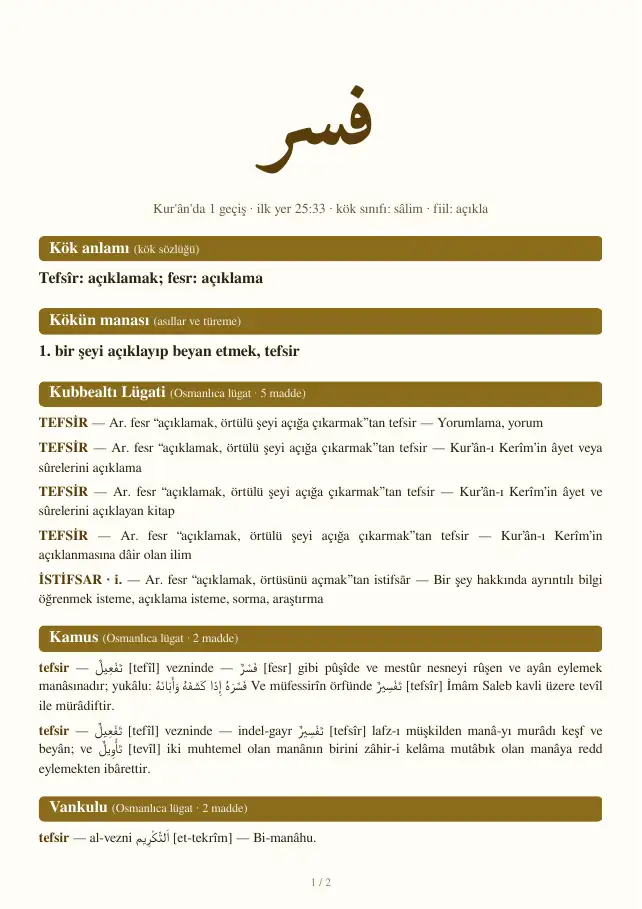 فسر
Kur'ân'da 1 geçiş · ilk yer 25:33 · kök sınıfı: sâlim · fiil: açıkla
Kök anlamı (kök sözlüğü)
Tefsîr: açıklamak; fesr: açıklama
Kökün manası (asıllar ve türeme)
1. bir şeyi açıklayıp beyan etmek, tefsir
Kubbealtı Lügati (Osmanlıca lügat · 5 madde)
TEFSİR — Ar. fesr “açıklamak, örtülü şeyi açığa çıkarmak”tan tefsir — Yorumlama, yorum
TEFSİR — Ar. fesr “açıklamak, örtülü şeyi açığa çıkarmak”tan tefsir — Kur’ân-ı Kerîm’in âyet veya
sûrelerini açıklama
TEFSİR — Ar. fesr “açıklamak, örtülü şeyi açığa çıkarmak”tan tefsir — Kur’ân-ı Kerîm’in âyet ve
sûrelerini açıklayan kitap
TEFSİR — Ar. fesr “açıklamak, örtülü şeyi açığa çıkarmak”tan tefsir — Kur’ân-ı Kerîm’in
açıklanmasına dâir olan ilim
İSTİFSAR · i. — Ar. fesr “açıklamak, örtüsünü açmak”tan istifsār — Bir şey hakkında ayrıntılı bilgi
öğrenmek isteme, açıklama isteme, sorma, araştırma
Kamus (Osmanlıca lügat · 2 madde)
tefsir — تَفْعِيلٌ [tefîl] vezninde — فَسْرٌ [fesr] gibi pûşîde ve mestûr nesneyi rûşen ve ayân eylemek
manâsınadır; yukâlu: فَسَّرَهُ إِذَا كَشَفَهُ وَأَبَانَهُ Ve müfessirîn örfünde تَفْسِيرٌ [tefsîr] İmâm Saleb kavli üzere tevîl
ile mürâdiftir.
tefsir — تَفْعِيلٌ [tefîl] vezninde — indel-gayr تَفْسِيرٌ [tefsîr] lafz-ı müşkilden manâ-yı murâdı keşf ve
beyân; ve تَأْوِيلٌ [tevîl] iki muhtemel olan manânın birini zâhir-i kelâma mutâbık olan manâya redd
eylemekten ibârettir.
Vankulu (Osmanlıca lügat · 2 madde)
tefsir — al-vezni اَلتَّكْرِيم [et-tekrîm] — Bi-manâhu.
1 / 2